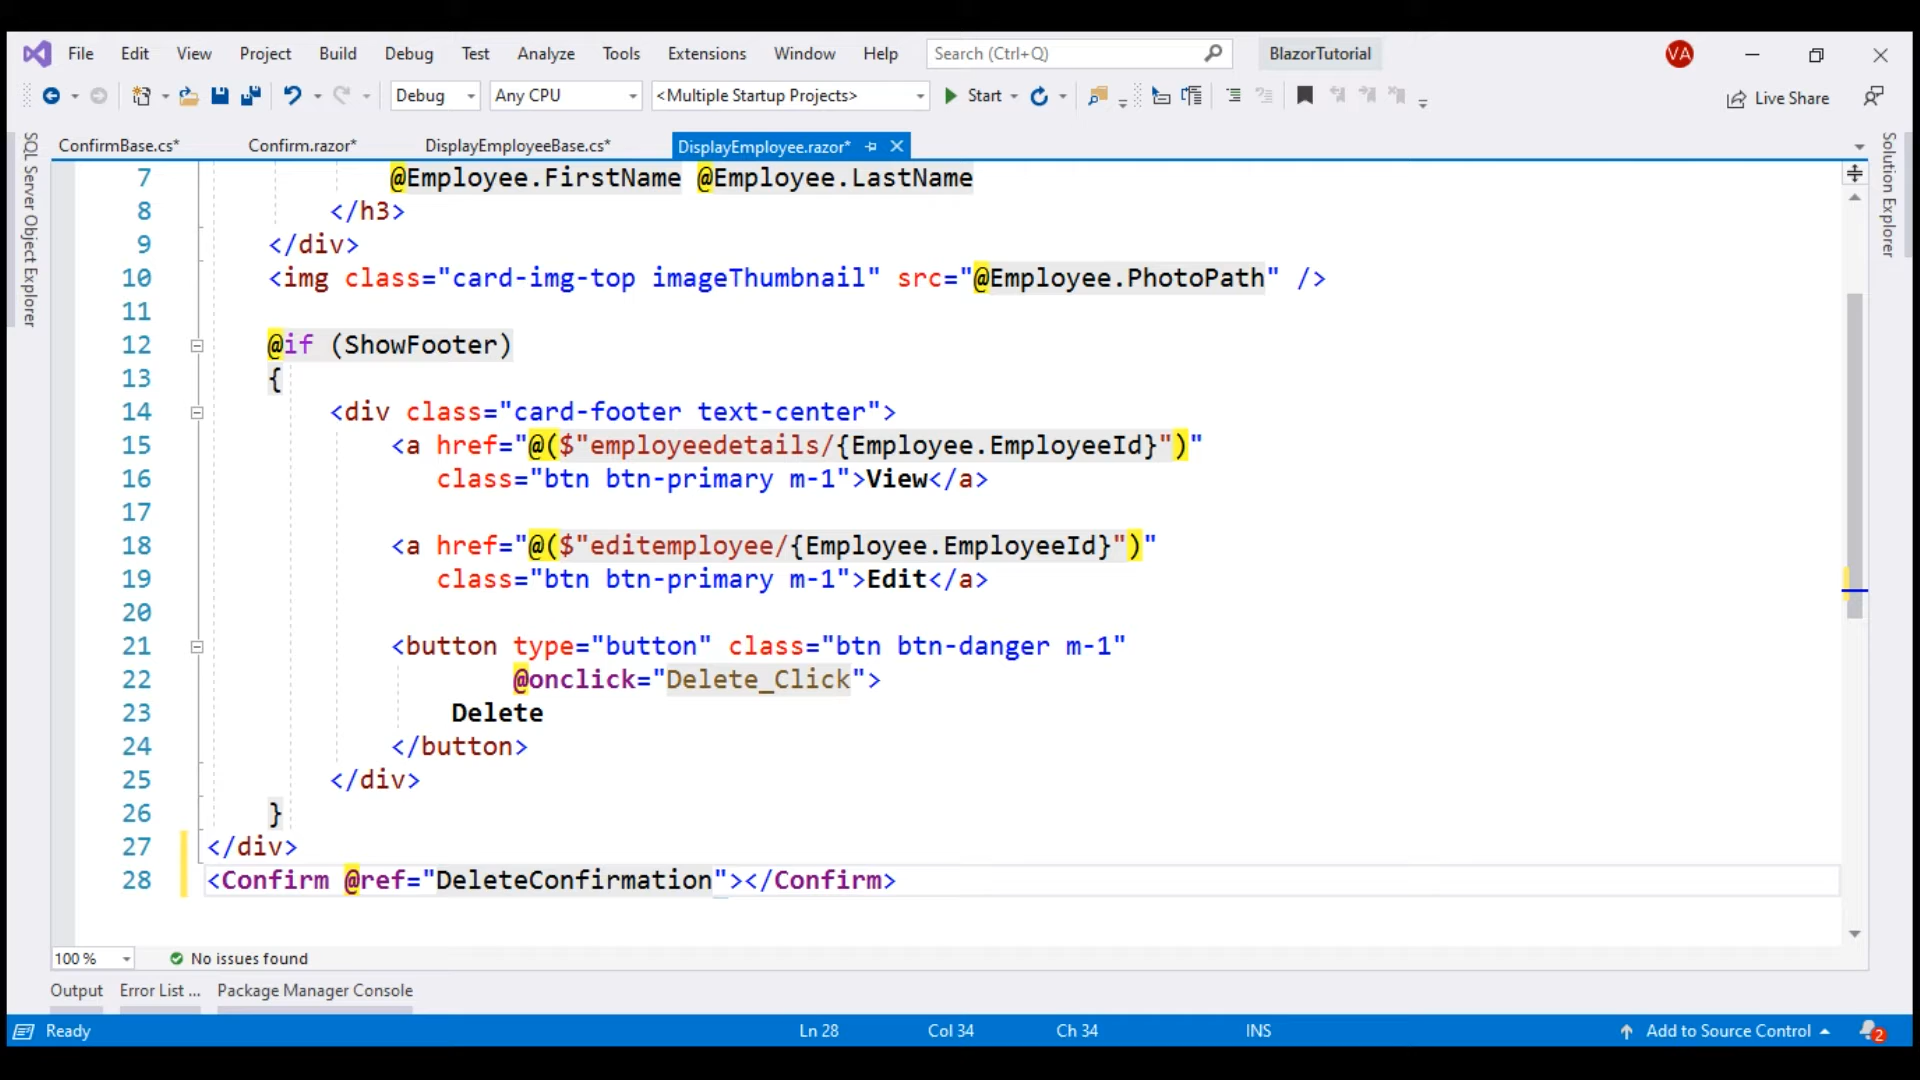 File Edit View Project Build Debug Test Analyze Tools Extensions Window Help Search (Ctrl+Q) BlazorTutorial VA
Debug Any CPU <Multiple Startup Projects> Start Live Share
SQL Server Object Explorer
Solution Explorer
ConfirmBase.cs* Confirm.razor* DisplayEmployeeBase.cs* DisplayEmployee.razor*
7 @Employee.FirstName @Employee.LastName
8 </h3>
9 </div>
10 <img class="card-img-top imageThumbnail" src="@Employee.PhotoPath" />
11
12 @if (ShowFooter)
13 {
14 <div class="card-footer text-center">
15 <a href="@($"employeedetails/{Employee.EmployeeId}")"
16 class="btn btn-primary m-1">View</a>
17
18 <a href="@($"editemployee/{Employee.EmployeeId}")"
19 class="btn btn-primary m-1">Edit</a>
20
21 <button type="button" class="btn btn-danger m-1"
22 @onclick="Delete_Click">
23 Delete
24 </button>
25 </div>
26 }
27 </div>
28 <Confirm @ref="DeleteConfirmation"></Confirm>
100 % No issues found
Output Error List ... Package Manager Console
Ready Ln 28 Col 34 Ch 34 INS Add to Source Control 2